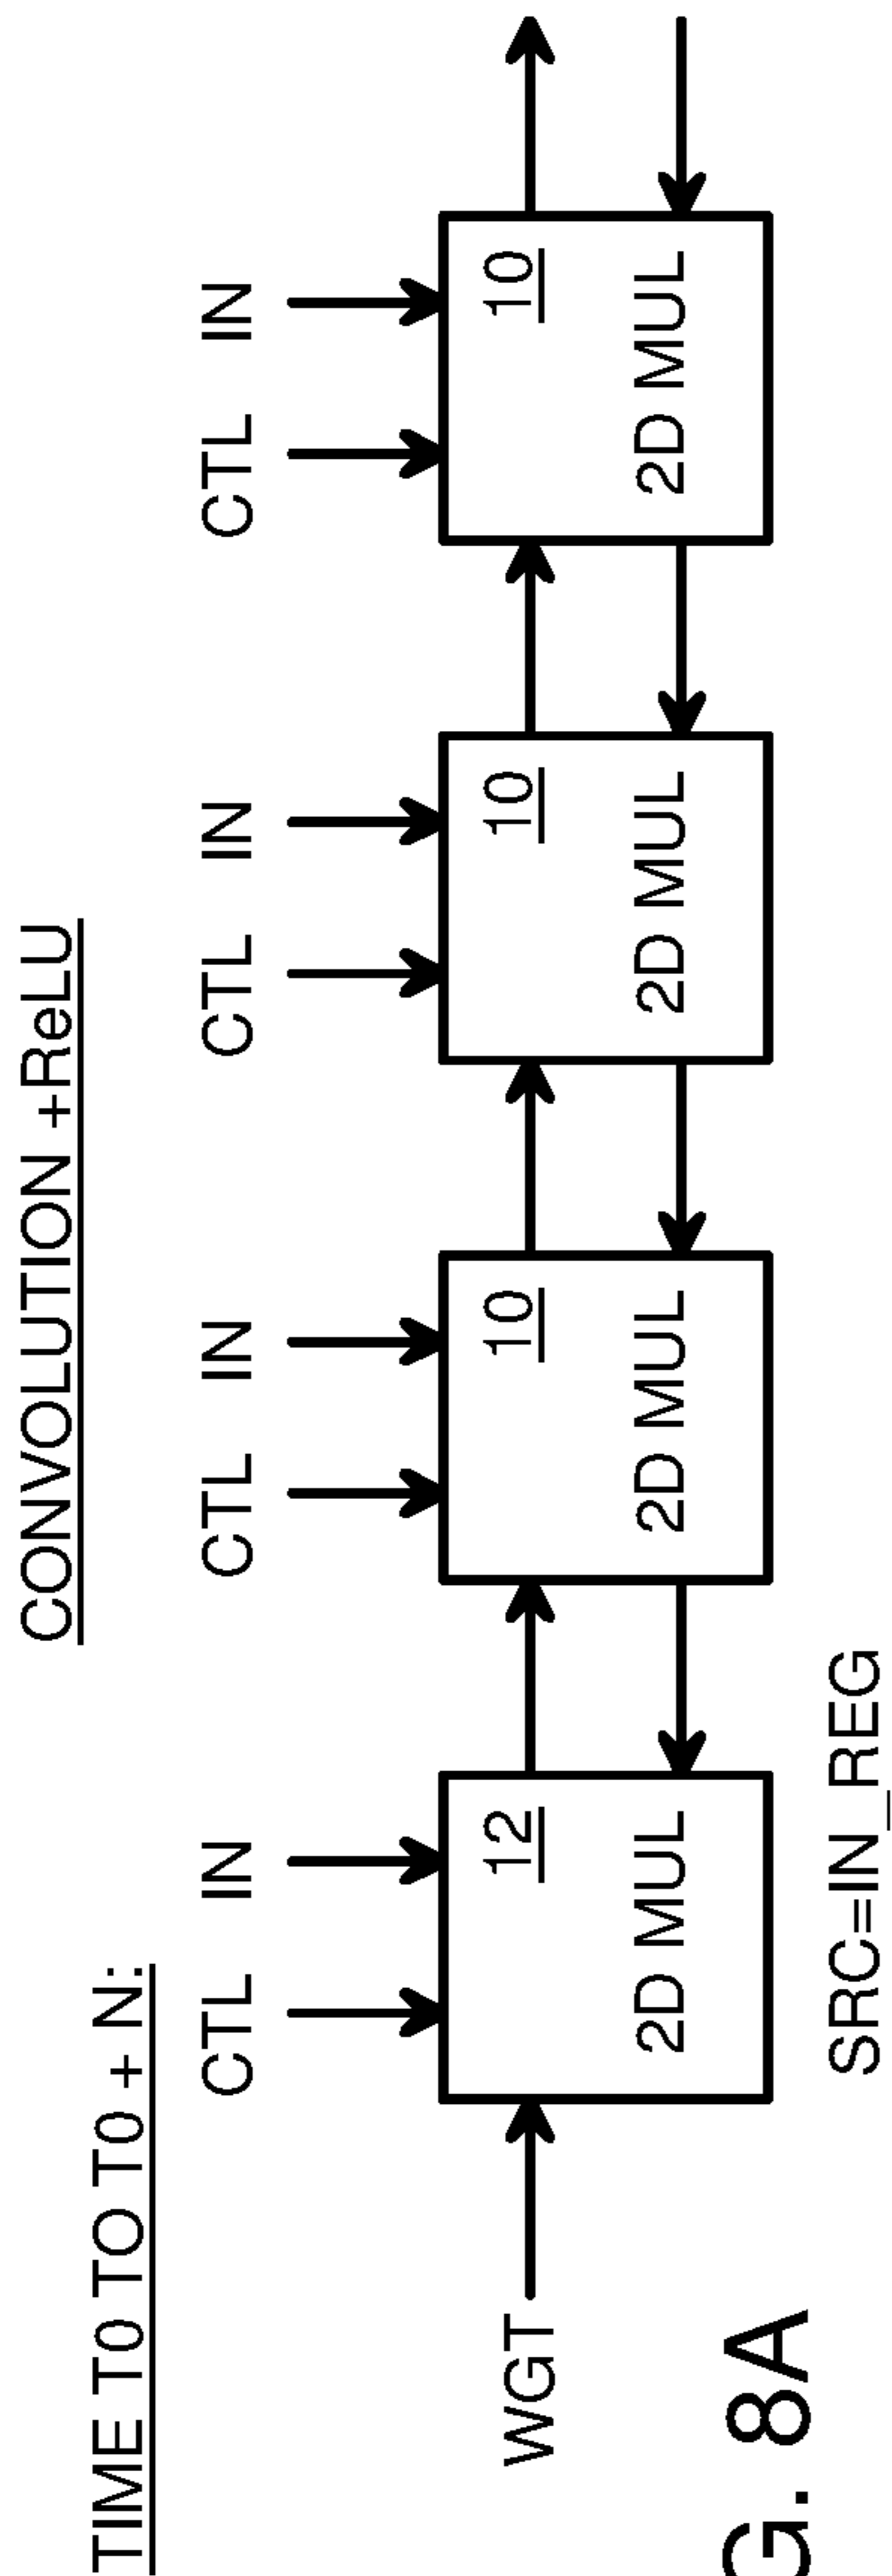 CONVOLUTION +ReLU
TIME T0 TO T0 + N:
CTL IN CTL IN CTL IN CTL IN
WGT
12 10 10 10
2D MUL 2D MUL 2D MUL 2D MUL
SRC=IN_REG
G. 8A